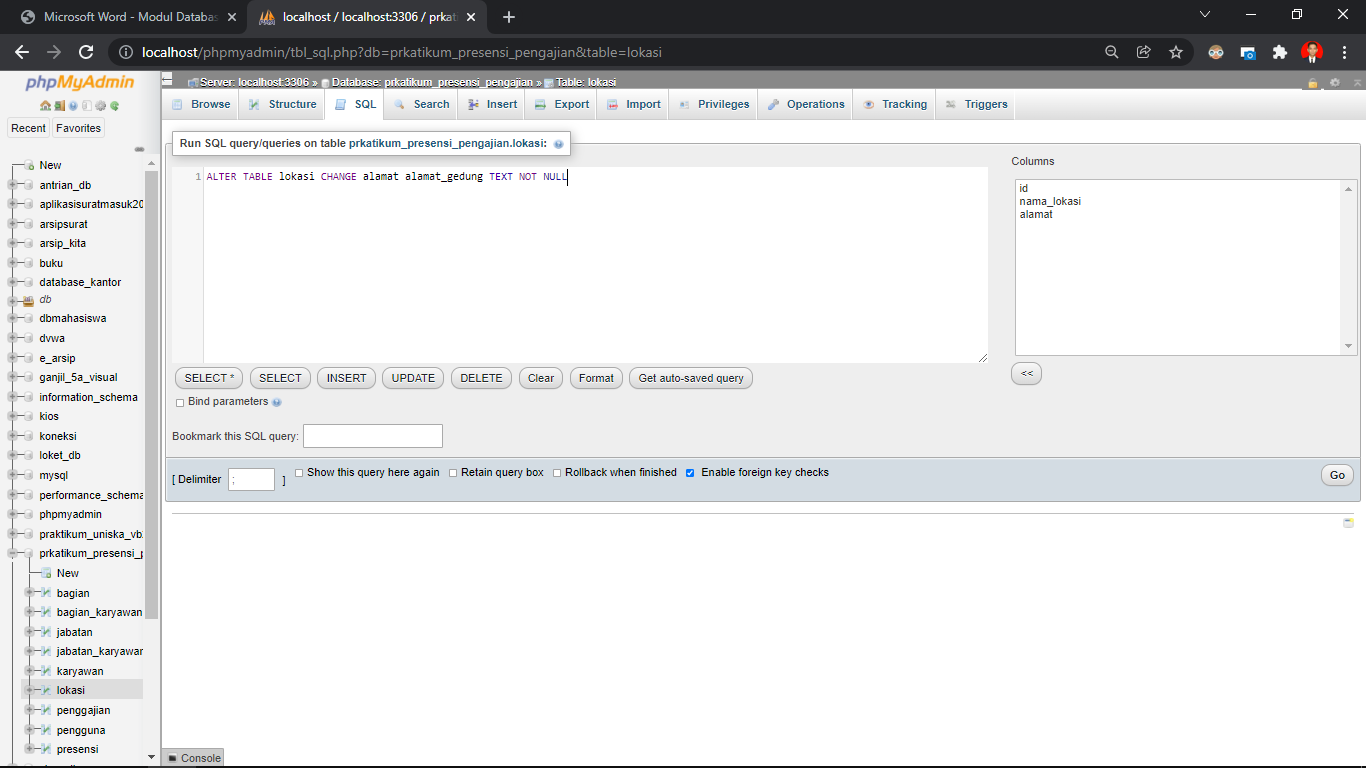 Microsoft Word - Modul Databas
localhost / localhost:3306 / prkati
localhost/phpmyadmin/tbl_sql.php?db=prkatikum_presensi_pengajian&table=lokasi
phpMyAdmin
Recent
Favorites
New
antrian_db
aplikasisuratmasuk20
arsipsurat
arsip_kita
buku
database_kantor
db
dbmahasiswa
dvwa
e_arsip
ganjil_5a_visual
information_schema
kios
koneksi
loket_db
mysql
performance_schema
phpmyadmin
praktikum_uniska_vb
prkatikum_presensi_p
New
bagian
bagian_karyawan
jabatan
jabatan_karyawan
karyawan
lokasi
penggajian
pengguna
presensi
Server: localhost:3306 » Database: prkatikum_presensi_pengajian » Table: lokasi
Browse
Structure
SQL
Search
Insert
Export
Import
Privileges
Operations
Tracking
Triggers
Run SQL query/queries on table prkatikum_presensi_pengajian.lokasi:
1 ALTER TABLE lokasi CHANGE alamat alamat_gedung TEXT NOT NULL
Columns
id
nama_lokasi
alamat
<<
SELECT *
SELECT
INSERT
UPDATE
DELETE
Clear
Format
Get auto-saved query
Bind parameters
Bookmark this SQL query:
[ Delimiter ; ]
Show this query here again
Retain query box
Rollback when finished
Enable foreign key checks
Go
Console